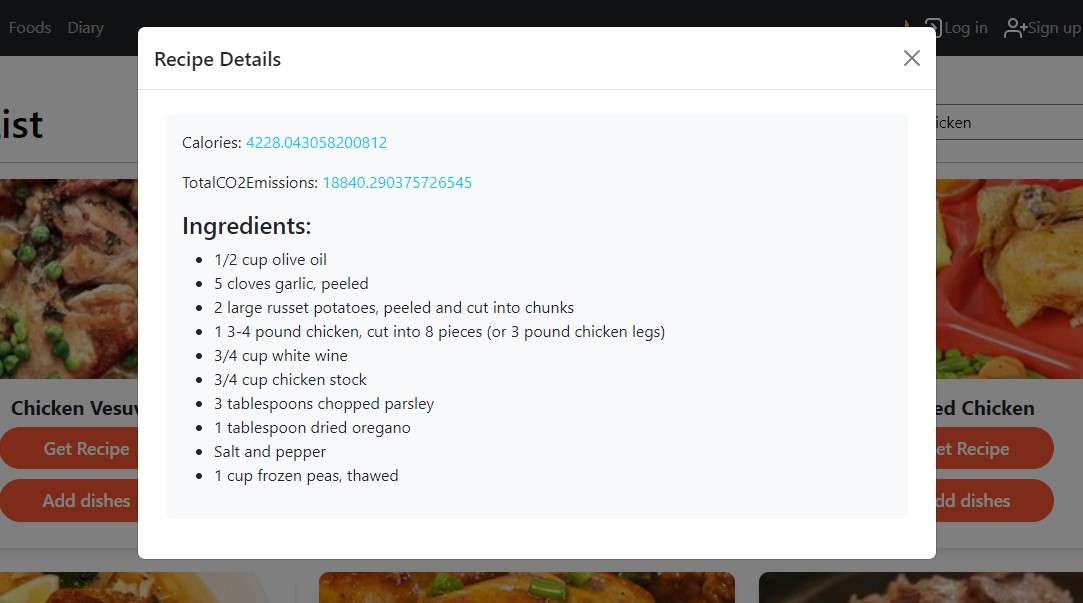 Foods Diary Log in Sign up
Recipe Details
ist
icken
Calories: 4228.043058200812
TotalCO2Emissions: 18840.290375726545
Ingredients:
1/2 cup olive oil
5 cloves garlic, peeled
2 large russet potatoes, peeled and cut into chunks
1 3-4 pound chicken, cut into 8 pieces (or 3 pound chicken legs)
3/4 cup white wine
3/4 cup chicken stock
3 tablespoons chopped parsley
1 tablespoon dried oregano
Salt and pepper
1 cup frozen peas, thawed
Chicken Vesuv
Get Recipe
Add dishes
ed Chicken
et Recipe
dd dishes